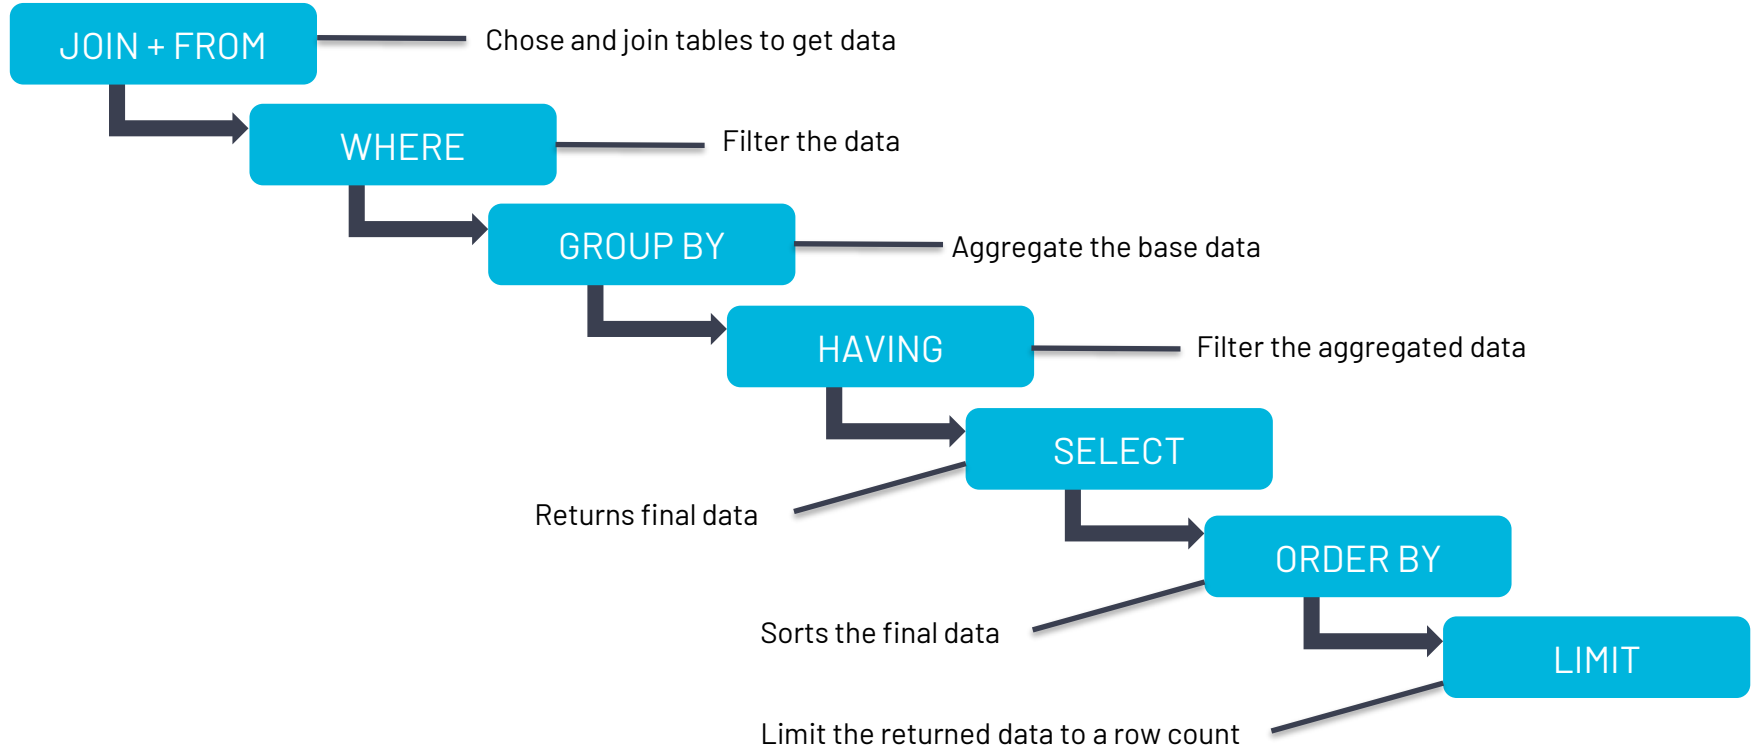 JOIN + FROM
Chose and join tables to get data
WHERE
Filter the data
GROUP BY
Aggregate the base data
HAVING
Filter the aggregated data
SELECT
Returns final data
ORDER BY
Sorts the final data
LIMIT
Limit the returned data to a row count